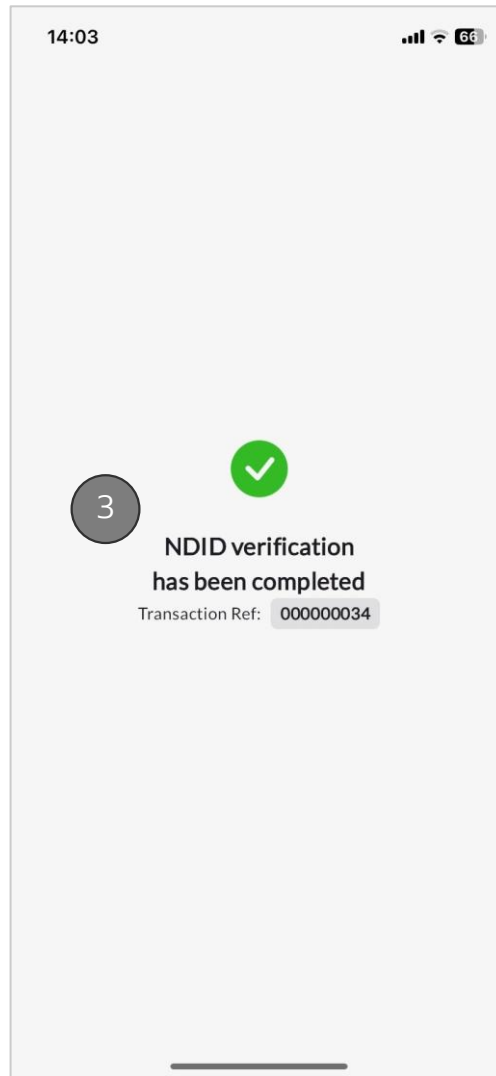 14:03
66
3
NDID verification
has been completed
Transaction Ref: 000000034